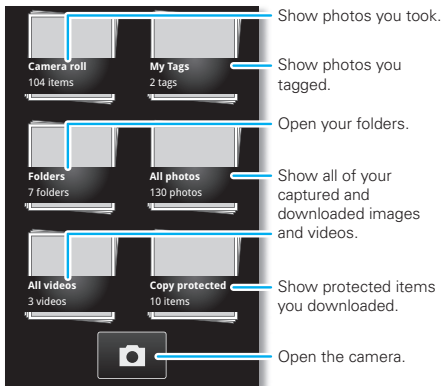 Show photos you took.
Camera roll
104 items
My Tags
2 tags
Show photos you
tagged.
Open your folders.
Folders
7 folders
All photos
130 photos
Show all of your
captured and
downloaded images
and videos.
All videos
3 videos
Copy protected
10 items
Show protected items
you downloaded.
Open the camera.